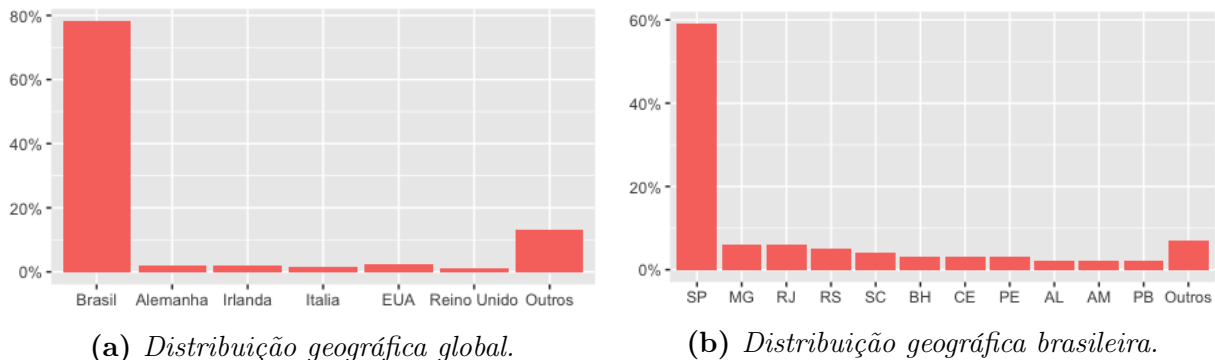 80%
60%
40%
20%
0%
Brasil Alemanha Irlanda Italia EUA Reino Unido Outros
(a) Distribuição geográfica global.
60%
40%
20%
0%
SP MG RJ RS SC BH CE PE AL AM PB Outros
(b) Distribuição geográfica brasileira.